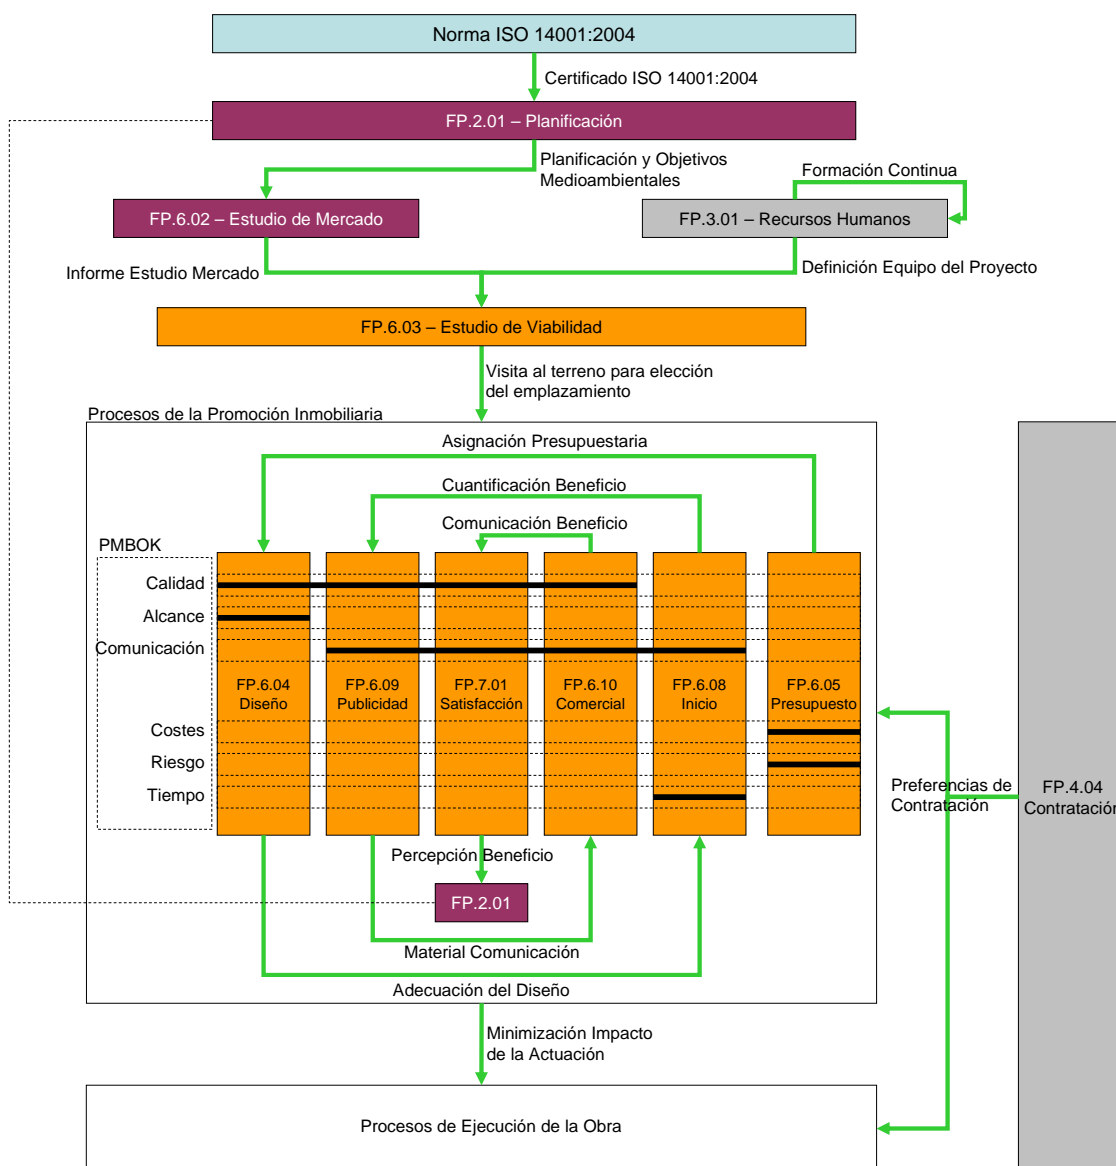 Norma ISO 14001:2004
Certificado ISO 14001:2004
FP.2.01 – Planificación
Planificación y Objetivos
Medioambientales
Formación Continua
FP.6.02 – Estudio de Mercado
FP.3.01 – Recursos Humanos
Informe Estudio Mercado
Definición Equipo del Proyecto
FP.6.03 – Estudio de Viabilidad
Visita al terreno para elección
del emplazamiento
Procesos de la Promoción Inmobiliaria
Asignación Presupuestaria
Cuantificación Beneficio
Comunicación Beneficio
PMBOK
Calidad
Alcance
Comunicación
FP.6.04
Diseño
FP.6.09
Publicidad
FP.7.01
Satisfacción
FP.6.10
Comercial
FP.6.08
Inicio
FP.6.05
Presupuesto
Costes
Riesgo
Tiempo
Preferencias de
Contratación
FP.4.04
Contratación
Percepción Beneficio
FP.2.01
Material Comunicación
Adecuación del Diseño
Minimización Impacto
de la Actuación
Procesos de Ejecución de la Obra